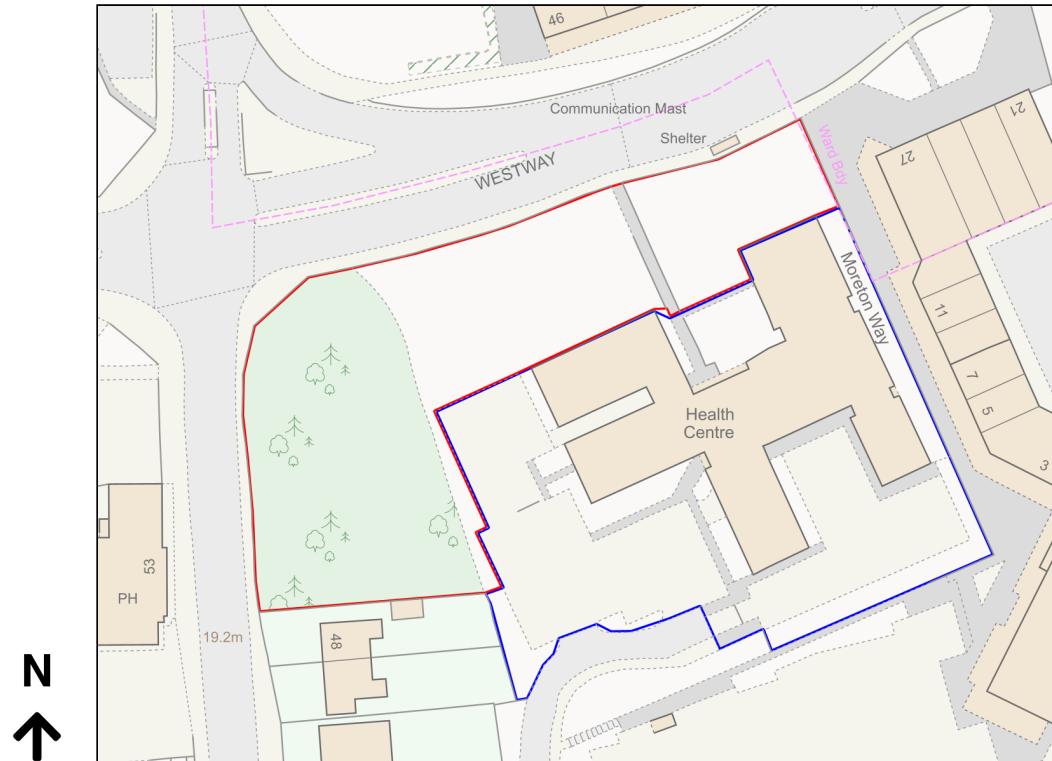 46
Communication Mast
Shelter
WESTWAY
Ward Bdy
21
27
Moreton Way
11
7
5
3
Health
Centre
53
PH
19.2m
48
N